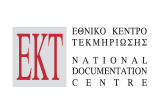 ΕΚΤ
ΕΘΝΙΚΟ ΚΕΝΤΡΟ
ΤΕΚΜΗΡΙΩΣΗΣ
NATIONAL
DOCUMENTATION
CENTRE